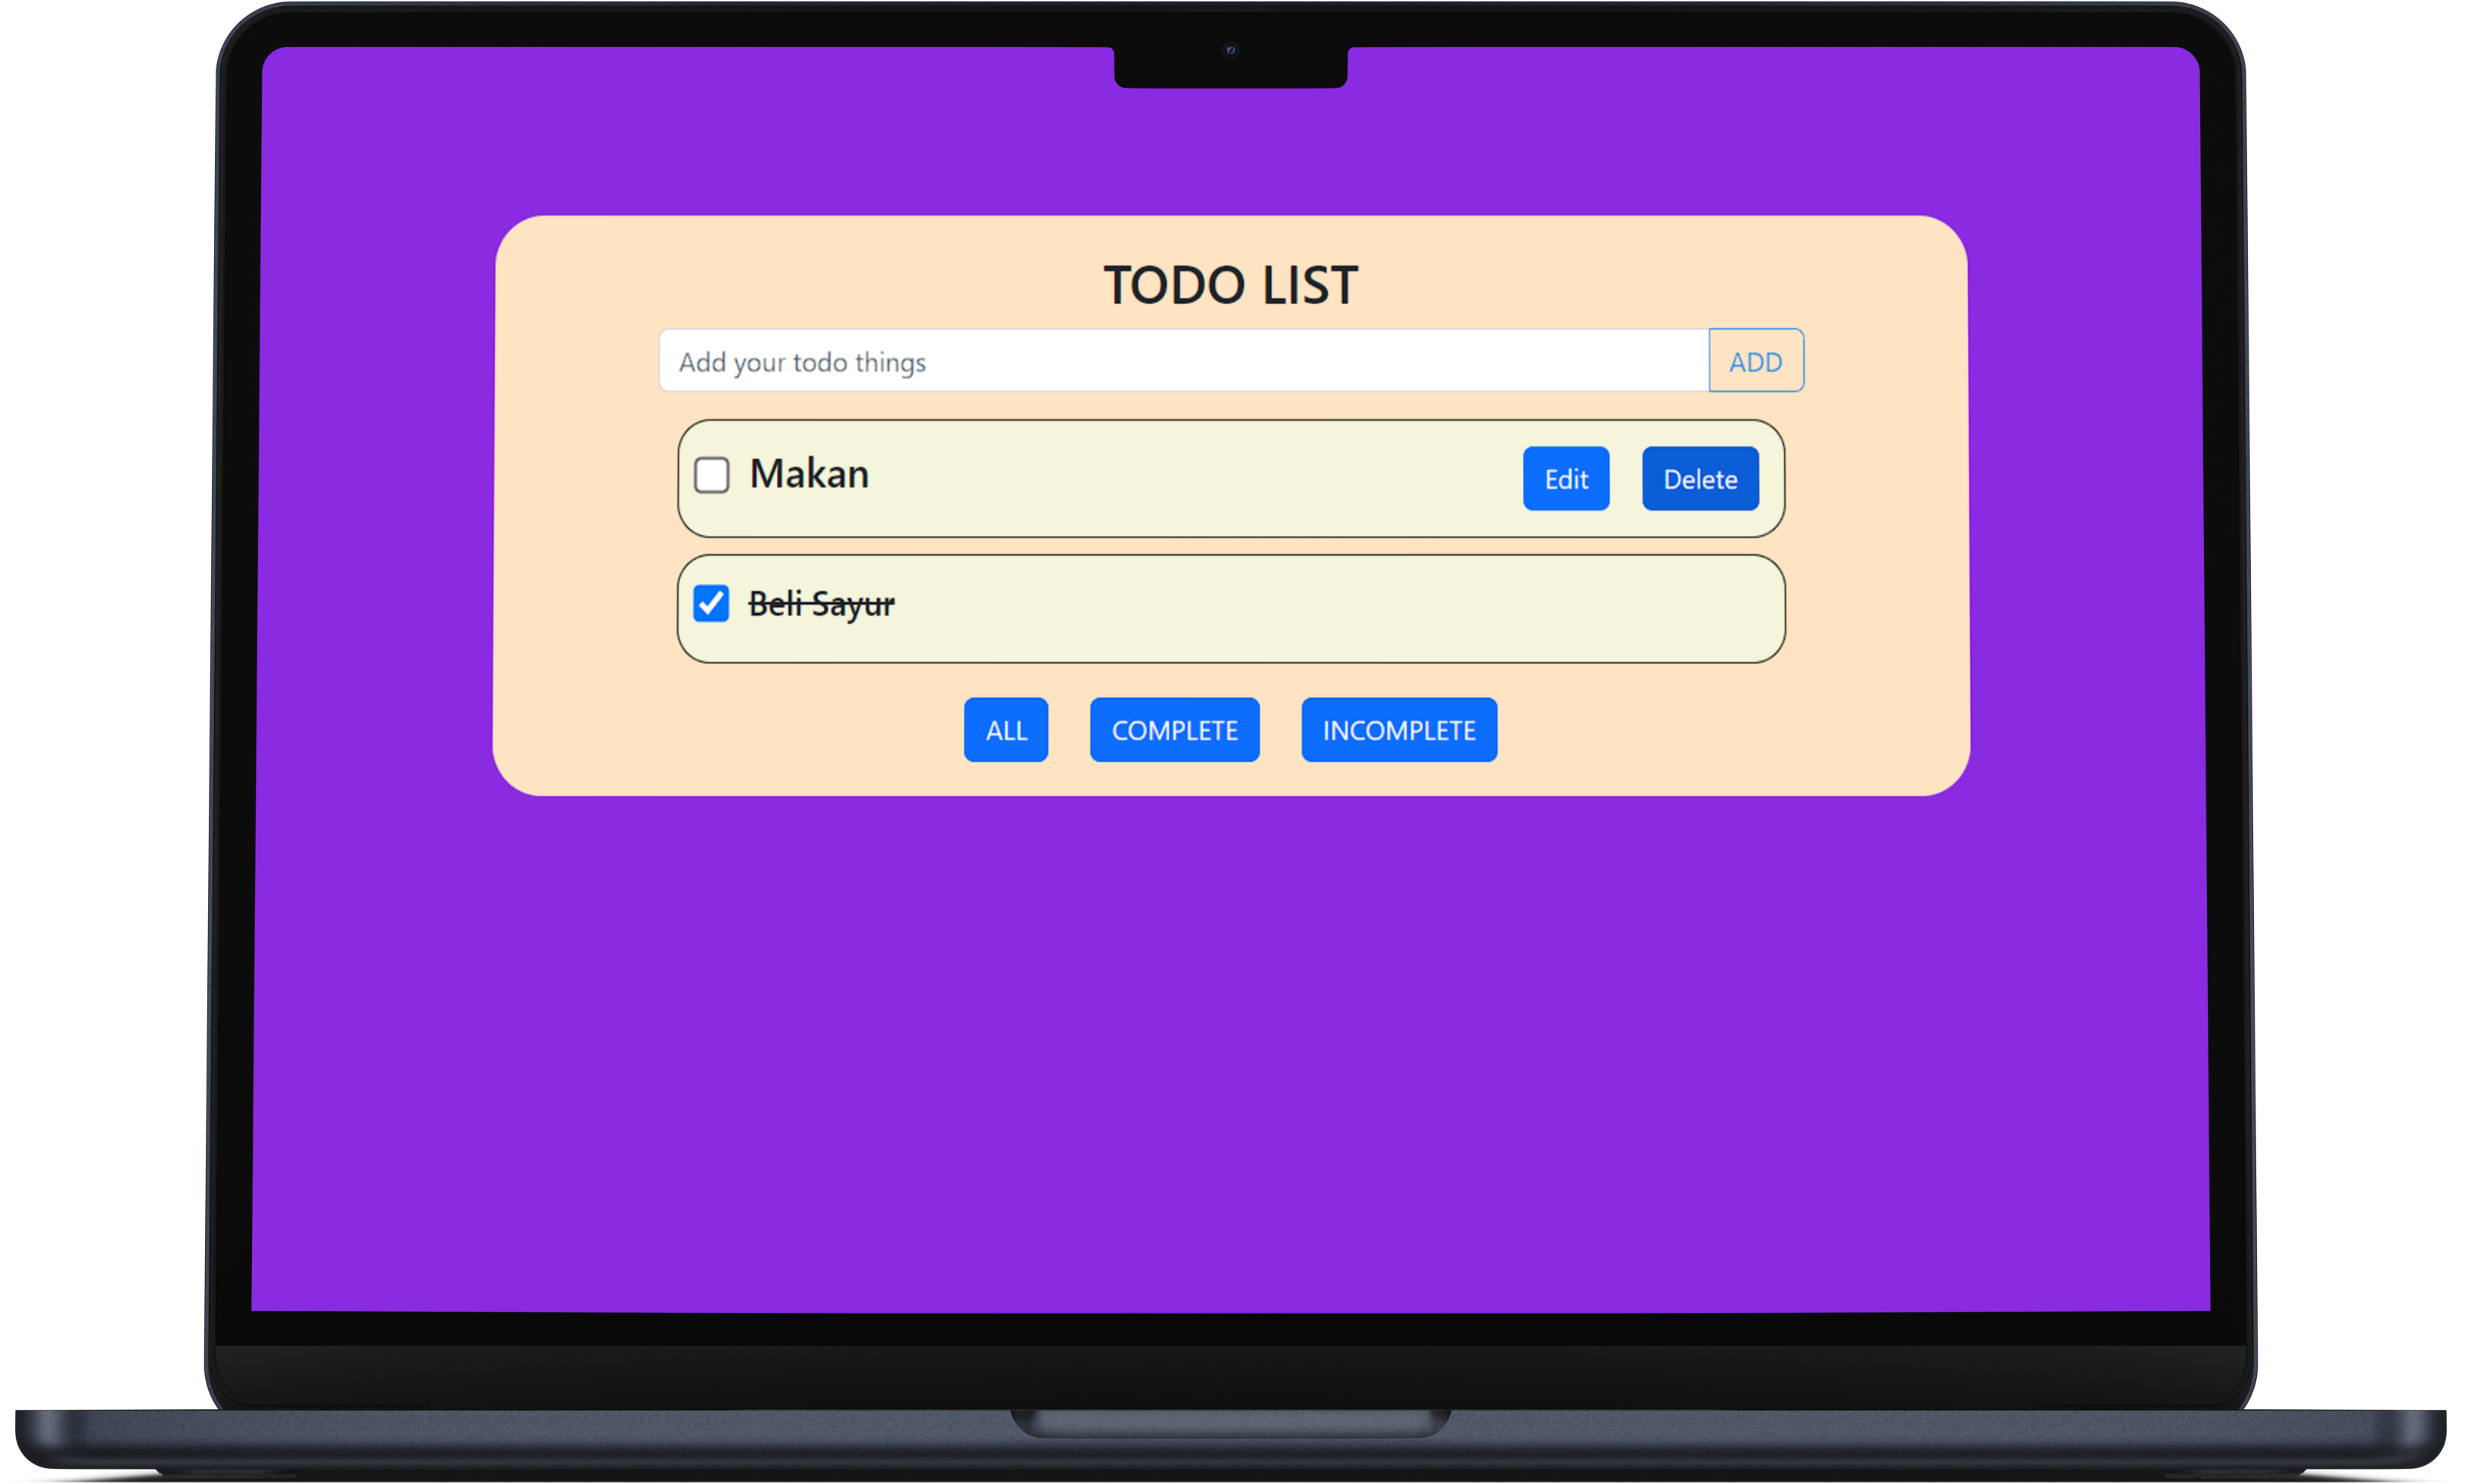 TODO LIST
Add your todo things
ADD
Makan
Edit
Delete
Beli Sayur
ALL
COMPLETE
INCOMPLETE